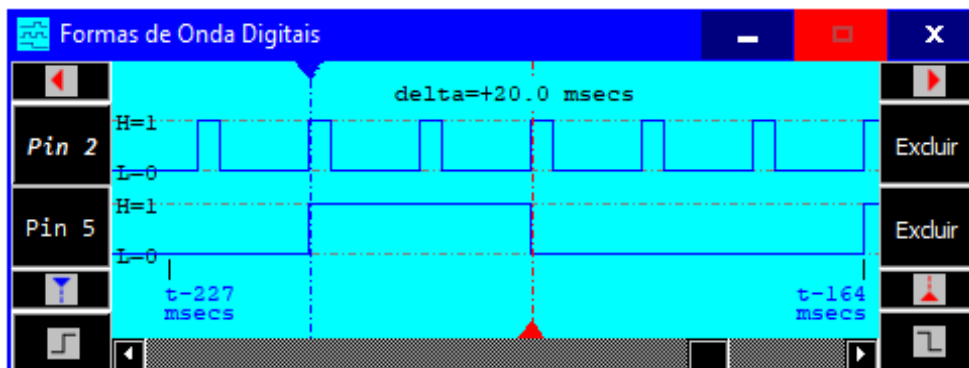 Formas de Onda Digitais
delta=+20.0 msecs
H=1
Pin 2
Excluir
L=0
H=1
Pin 5
Excluir
L=0
t-227 msecs
t-164 msecs